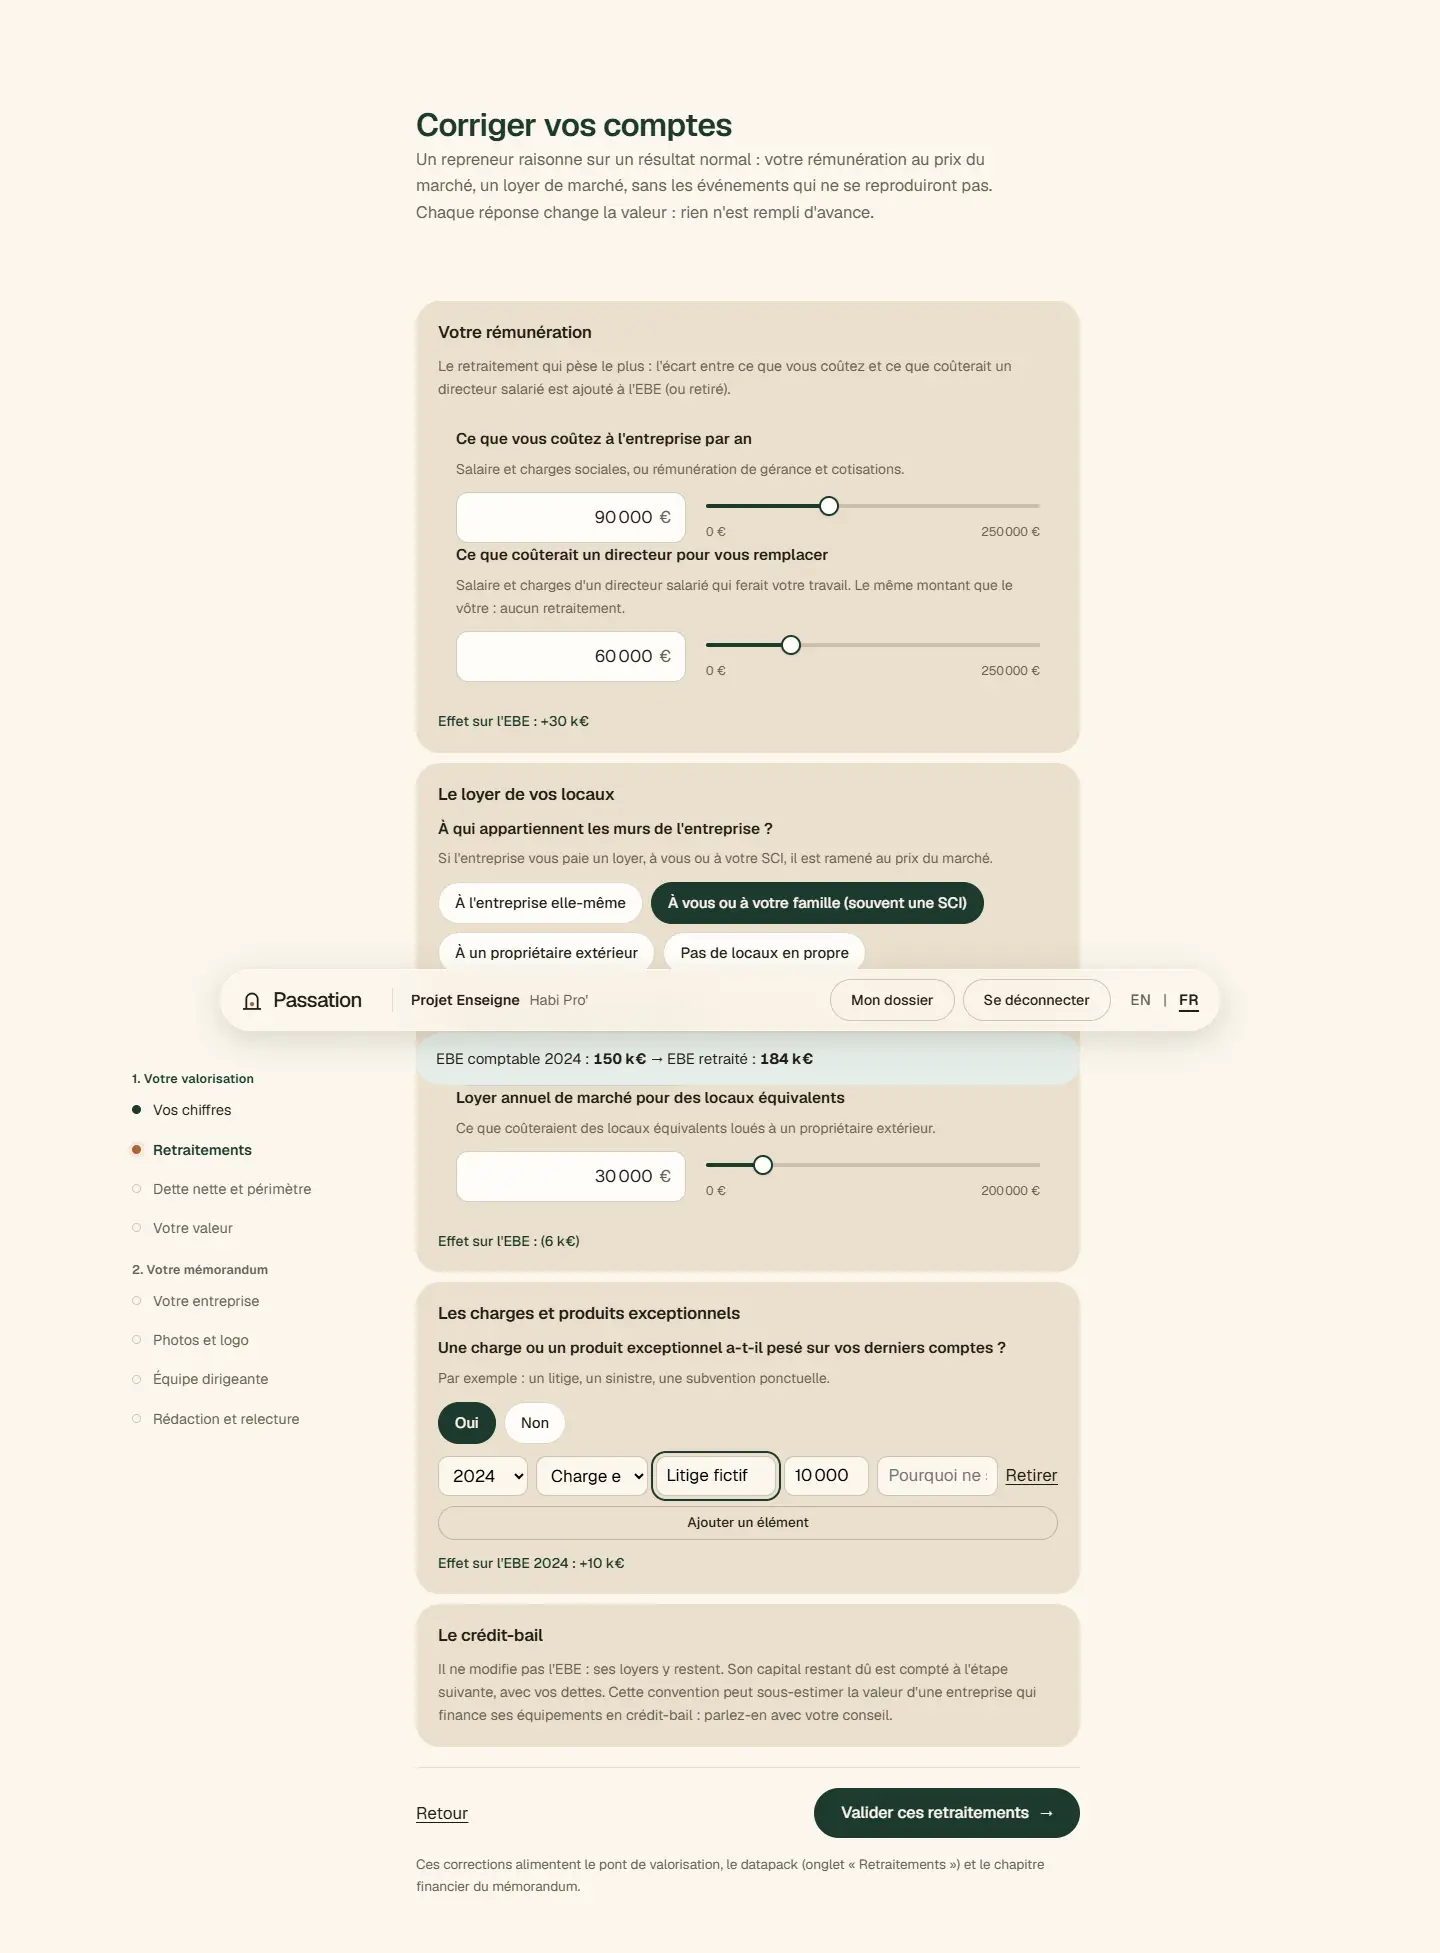 Corriger vos comptes
Un repreneur raisonne sur un résultat normal : votre rémunération au prix du
marché, un loyer de marché, sans les événements qui ne se reproduiront pas.
Chaque réponse change la valeur : rien n'est rempli d'avance.
Votre rémunération
Le retraitement qui pèse le plus : l'écart entre ce que vous coûtez et ce que coûterait un
directeur salarié est ajouté à l'EBE (ou retiré).
Ce que vous coûtez à l'entreprise par an
Salaire et charges sociales, ou rémunération de gérance et cotisations.
90 000 €
0 € 250 000 €
Ce que coûterait un directeur pour vous remplacer
Salaire et charges d'un directeur salarié qui ferait votre travail. Le même montant que le
vôtre : aucun retraitement.
60 000 €
0 € 250 000 €
Effet sur l'EBE : +30 k€
Le loyer de vos locaux
À qui appartiennent les murs de l'entreprise ?
Si l'entreprise vous paie un loyer, à vous ou à votre SCI, il est ramené au prix du marché.
À l'entreprise elle-même À vous ou à votre famille (souvent une SCI)
À un propriétaire extérieur Pas de locaux en propre
Passation Projet Enseigne Habi Pro' Mon dossier Se déconnecter EN | FR
EBE comptable 2024 : 150 k€ → EBE retraité : 184 k€
1. Votre valorisation
Vos chiffres
Retraitements
Dette nette et périmètre
Votre valeur
2. Votre mémorandum
Votre entreprise
Photos et logo
Équipe dirigeante
Rédaction et relecture
Loyer annuel de marché pour des locaux équivalents
Ce que coûteraient des locaux équivalents loués à un propriétaire extérieur.
30 000 €
0 € 200 000 €
Effet sur l'EBE : (6 k€)
Les charges et produits exceptionnels
Une charge ou un produit exceptionnel a-t-il pesé sur vos derniers comptes ?
Par exemple : un litige, un sinistre, une subvention ponctuelle.
Oui Non
2024 Charge e Litige fictif 10 000 Pourquoi ne Retirer
Ajouter un élément
Effet sur l'EBE 2024 : +10 k€
Le crédit-bail
Il ne modifie pas l'EBE : ses loyers y restent. Son capital restant dû est compté à l'étape
suivante, avec vos dettes. Cette convention peut sous-estimer la valeur d'une entreprise qui
finance ses équipements en crédit-bail : parlez-en avec votre conseil.
Retour Valider ces retraitements →
Ces corrections alimentent le pont de valorisation, le datapack (onglet « Retraitements ») et le chapitre
financier du mémorandum.